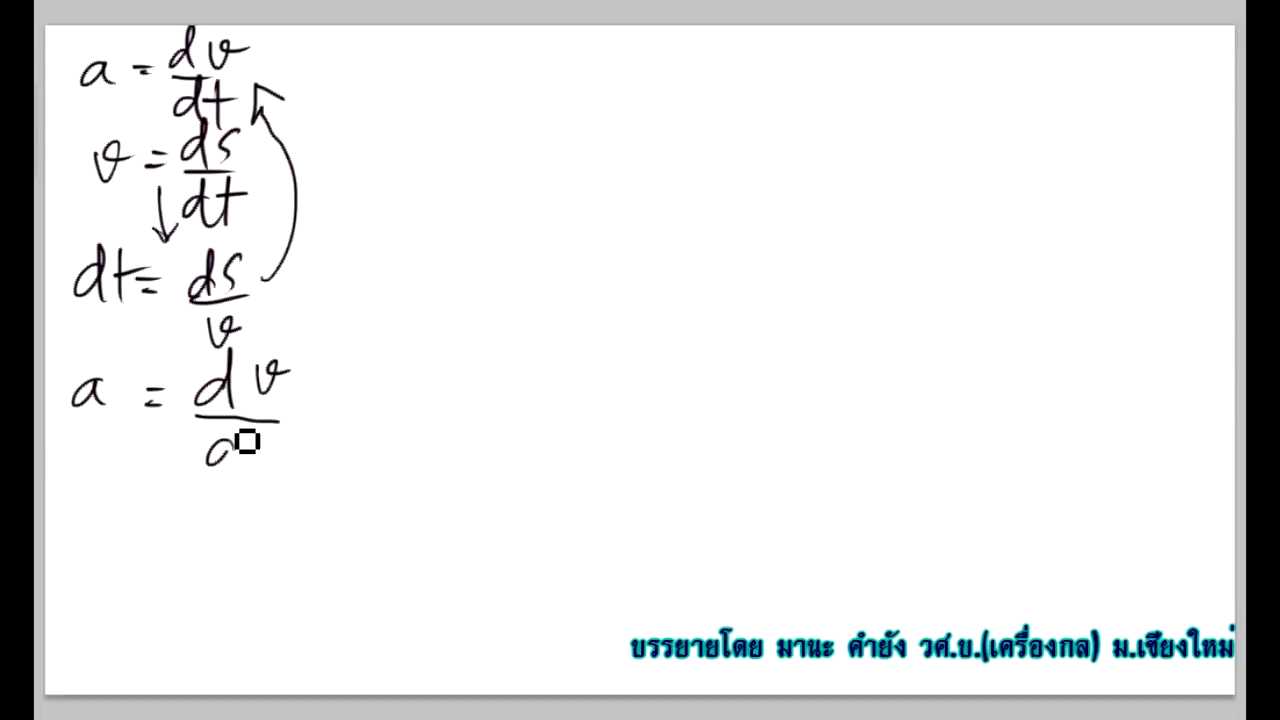 a = dv/dt
v = ds/dt
dt = ds/v
a = dv/
บรรยายโดย มานะ คำยัง วศ.บ.(เครื่องกล) ม.เชียงใหม่